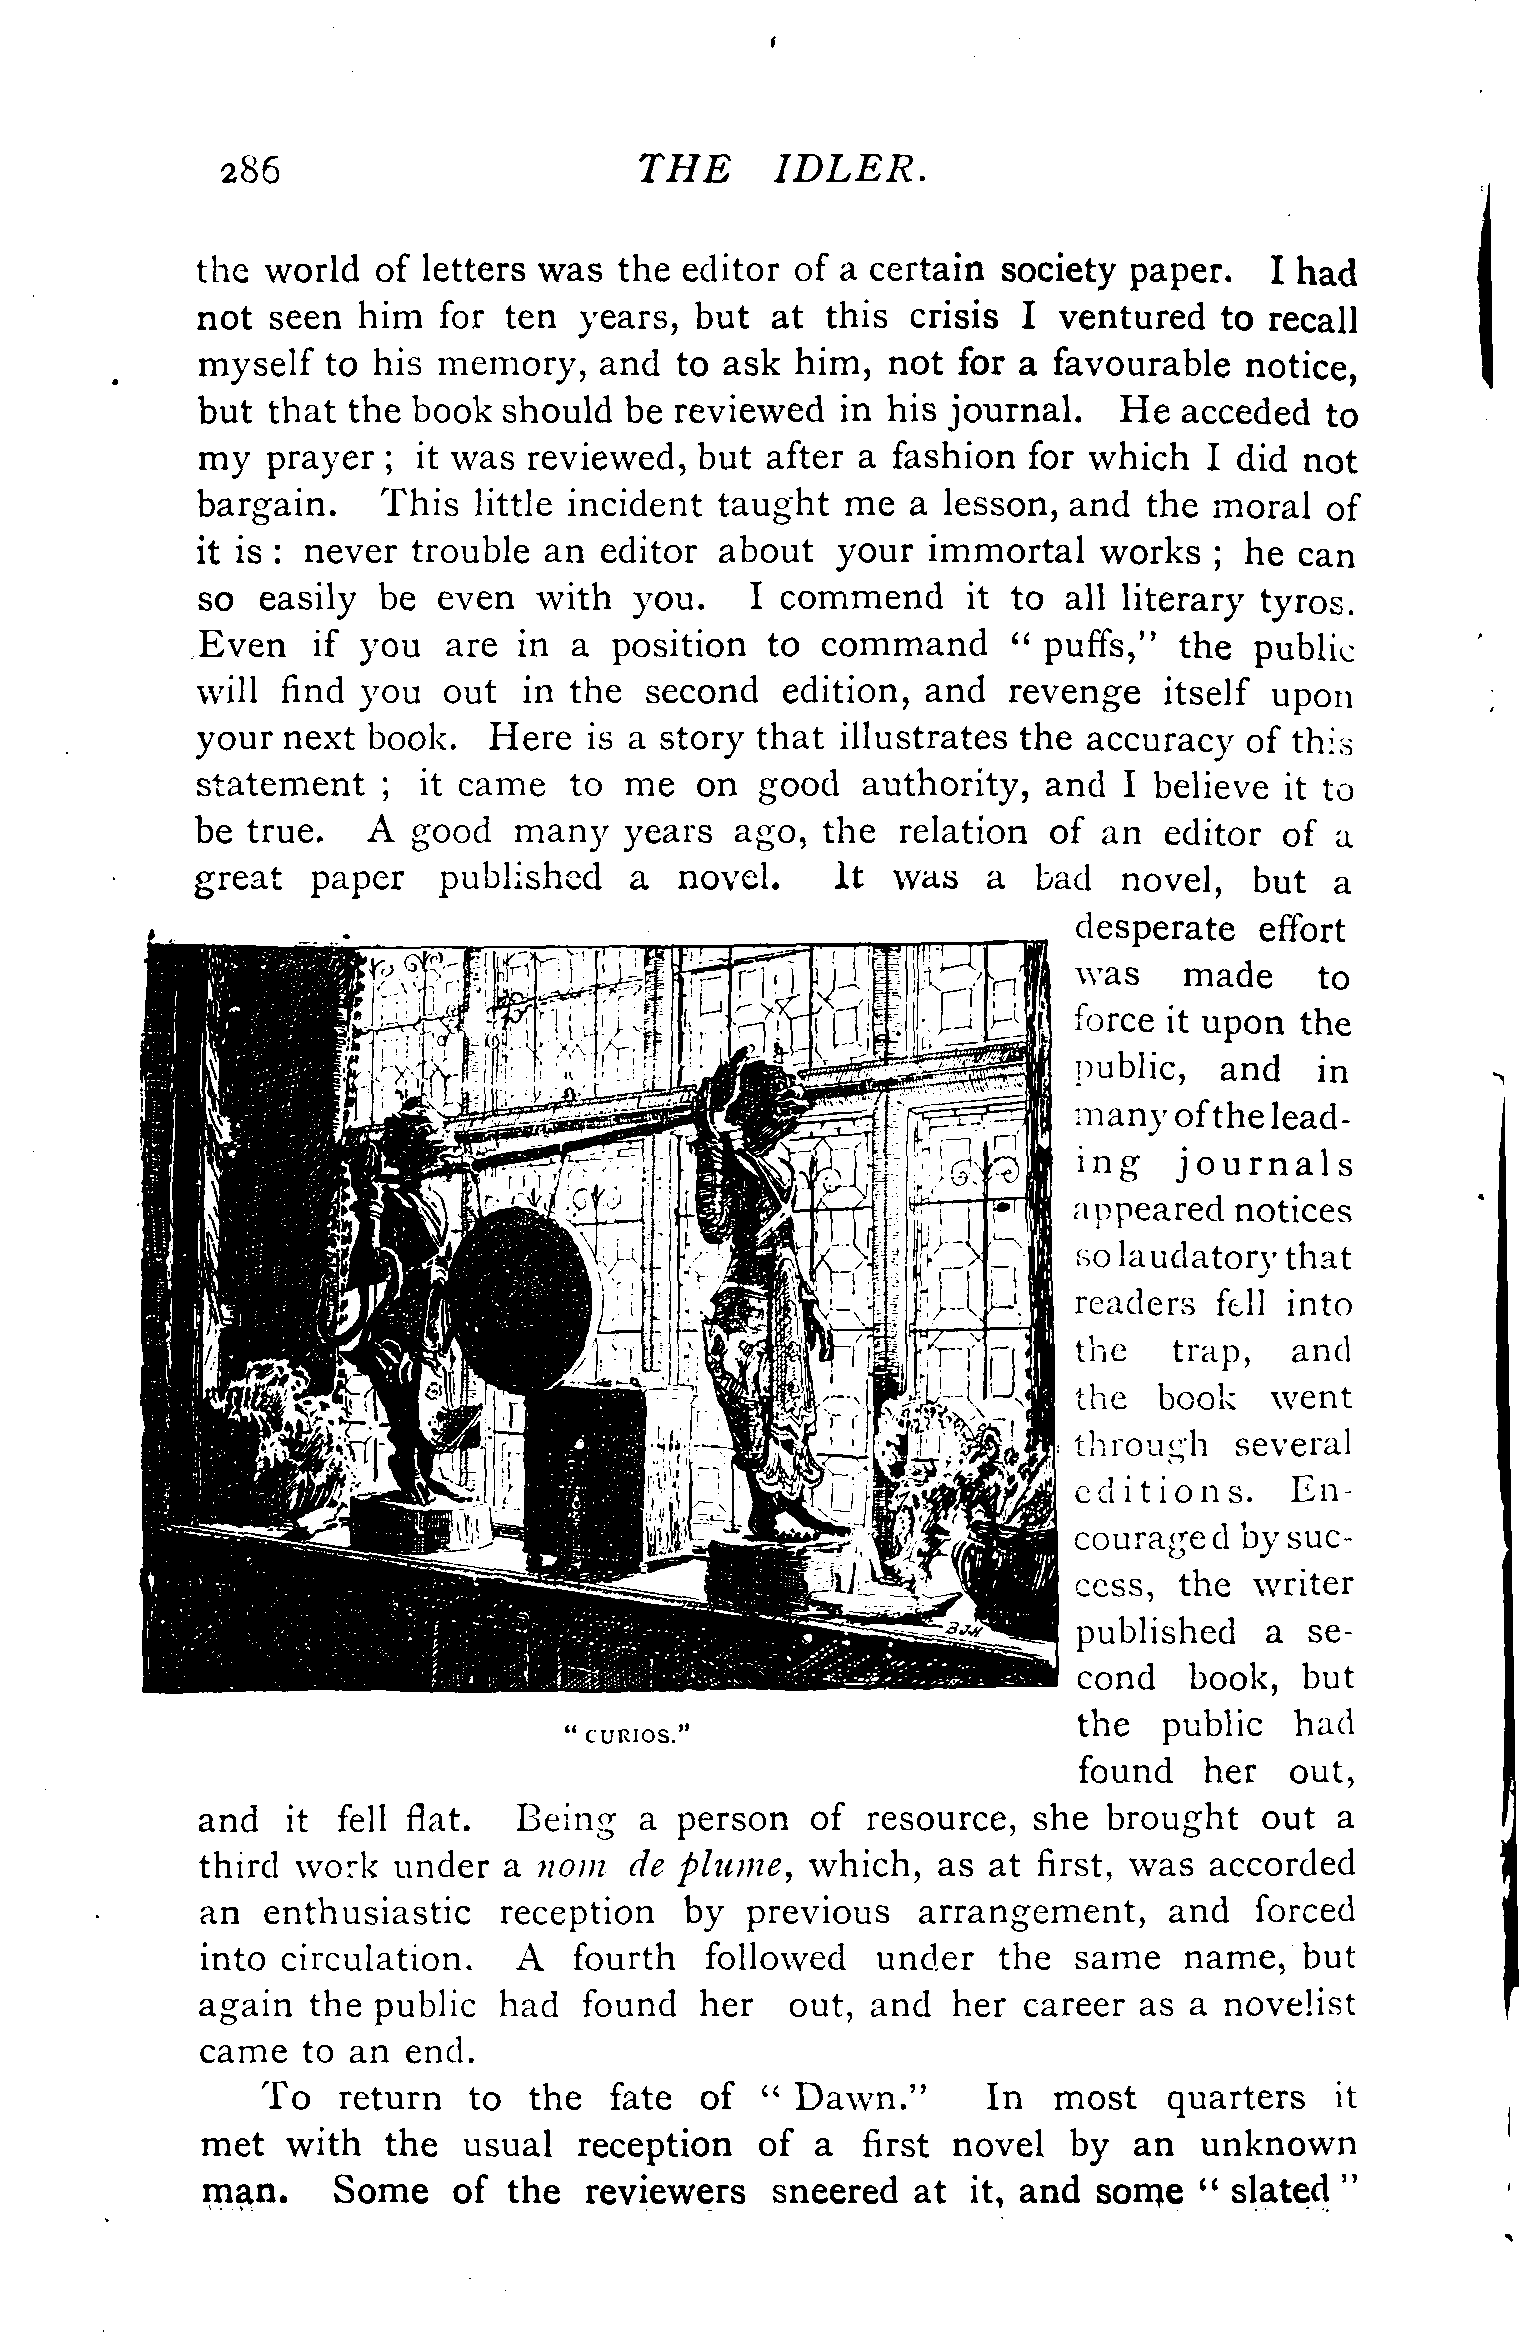 286 THE IDLER.
the world of letters was the editor of a certain society paper. I had
not seen him for ten years, but at this crisis I ventured to recall
myself to his memory, and to ask him, not for a favourable notice,
but that the book should be reviewed in his journal. He acceded to
my prayer ; it was reviewed, but after a fashion for which I did not
bargain. This little incident taught me a lesson, and the moral of
it is : never trouble an editor about your immortal works ; he can
so easily be even with you. I commend it to all literary tyros.
Even if you are in a position to command “ puffs,” the public
will find you out in the second edition, and revenge itself upon
your next book. Here is a story that illustrates the accuracy of this
statement ; it came to me on good authority, and I believe it to
be true. A good many years ago, the relation of an editor of a
great paper published a novel. It was a bad novel, but a
desperate effort
was made to
force it upon the
public, and in
many of the lead-
ing journals
appeared notices
so laudatory that
readers fell into
the trap, and
the book went
through several
editions. En-
couraged by suc-
cess, the writer
published a se-
cond book, but
the public had
found her out,
BJH
“ CURIOS.”
and it fell flat. Being a person of resource, she brought out a
third work under a nom de plume, which, as at first, was accorded
an enthusiastic reception by previous arrangement, and forced
into circulation. A fourth followed under the same name, but
again the public had found her out, and her career as a novelist
came to an end.
To return to the fate of “ Dawn.” In most quarters it
met with the usual reception of a first novel by an unknown
man. Some of the reviewers sneered at it, and some “ slated ”